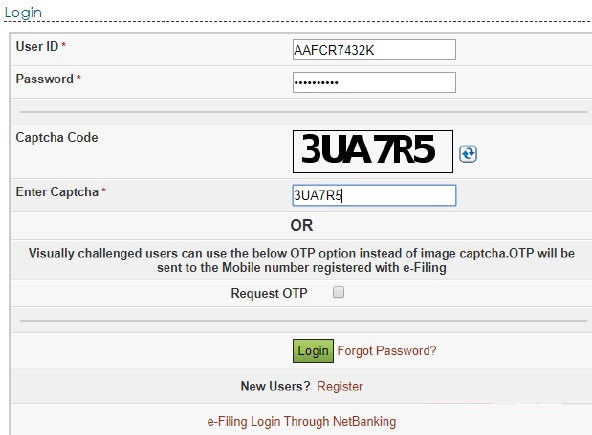 Login
User ID *
AAFCR7432K
Password *
••••••••••
Captcha Code
3UA7R5
Enter Captcha *
3UA7R5
OR
Visually challenged users can use the below OTP option instead of image captcha.OTP will be
sent to the Mobile number registered with e-Filing
Request OTP
Login Forgot Password?
New Users? Register
e-Filing Login Through NetBanking